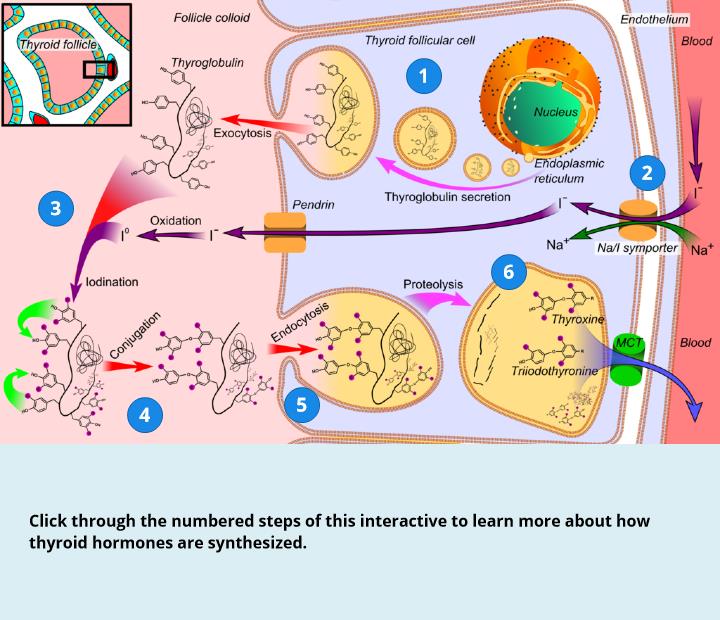 Follicle colloid
Endothelium
Thyroid follicle
Thyroid follicular cell
Blood
Thyroglobulin
1
Nucleus
Exocytosis
Endoplasmic
reticulum
2
Thyroglobulin secretion
I⁻
3
Pendrin
I⁻
Oxidation
I⁰
I⁻
Na⁺
Na/I symporter
Na⁺
6
Iodination
Proteolysis
Conjugation
Endocytosis
Thyroxine
MCT
Blood
Triiodothyronine
4
5
HO
R
Click through the numbered steps of this interactive to learn more about how
thyroid hormones are synthesized.